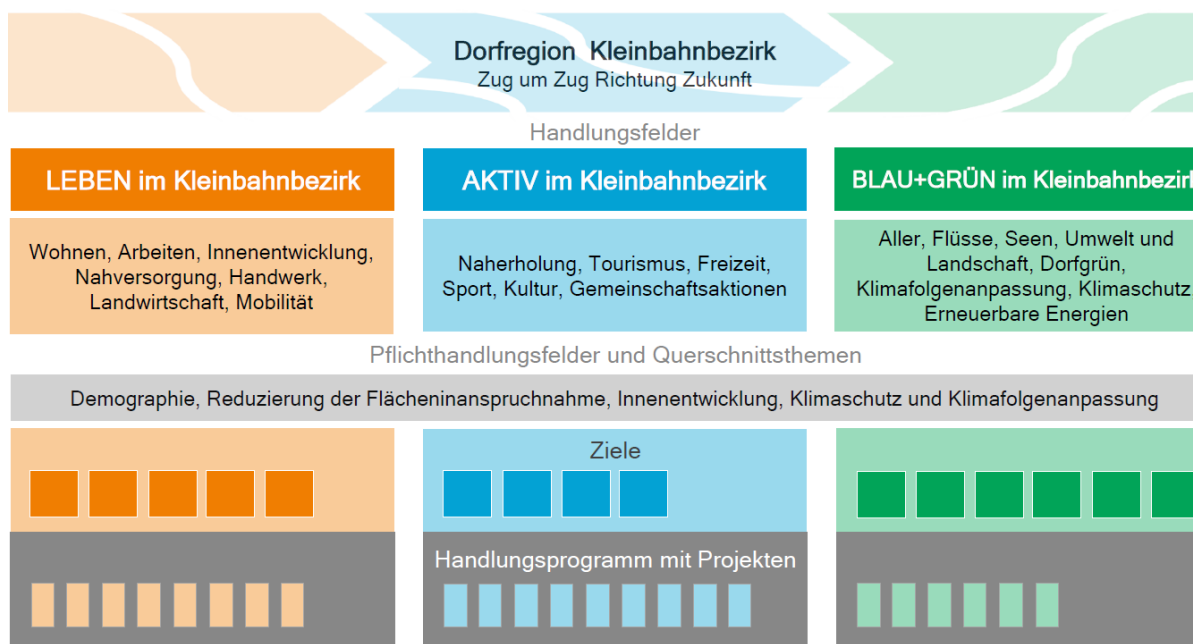 Dorfregion Kleinbahnbezirk
Zug um Zug Richtung Zukunft
Handlungsfelder
LEBEN im Kleinbahnbezirk
AKTIV im Kleinbahnbezirk
BLAU+GRÜN im Kleinbahnbezirk
Wohnen, Arbeiten, Innenentwicklung,
Nahversorgung, Handwerk,
Landwirtschaft, Mobilität
Naherholung, Tourismus, Freizeit,
Sport, Kultur, Gemeinschaftsaktionen
Aller, Flüsse, Seen, Umwelt und
Landschaft, Dorfgrün,
Klimafolgenanpassung, Klimaschutz
Erneuerbare Energien
Pflichthandlungsfelder und Querschnittsthemen
Demographie, Reduzierung der Flächeninanspruchnahme, Innenentwicklung, Klimaschutz und Klimafolgenanpassung
Ziele
Handlungsprogramm mit Projekten